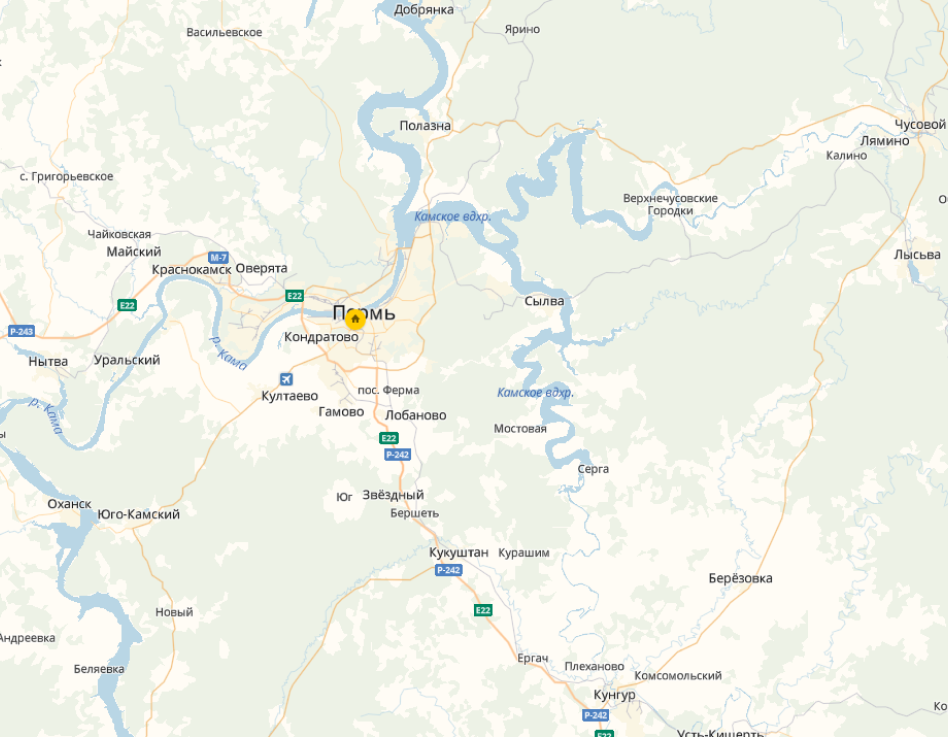 Добрянка
Васильевское
Ярино
Полазна
Чусовой
Лямино
Калино
с. Григорьевское
Верхнечусовские
Городки
Камское вдхр.
Чайковская
Майский
М-7
Краснокамск
Оверята
Лысьва
E22
E22
Сылва
Пермь
Р-243
Кондратово
р. Кама
Нытва
Уральский
Култаево
пос. Ферма
Камское вдхр.
р. Кама
Гамово
Лобаново
Мостовая
E22
Р-242
Серга
Юг
Звёздный
Оханск
Юго-Камский
Бершеть
Кукуштан
Курашим
Р-242
Берёзовка
E22
Новый
Андреевка
Ергач
Плеханово
Беляевка
Комсомольский
Кунгур
Ко
Р-242
E22
Усть-Кишерть